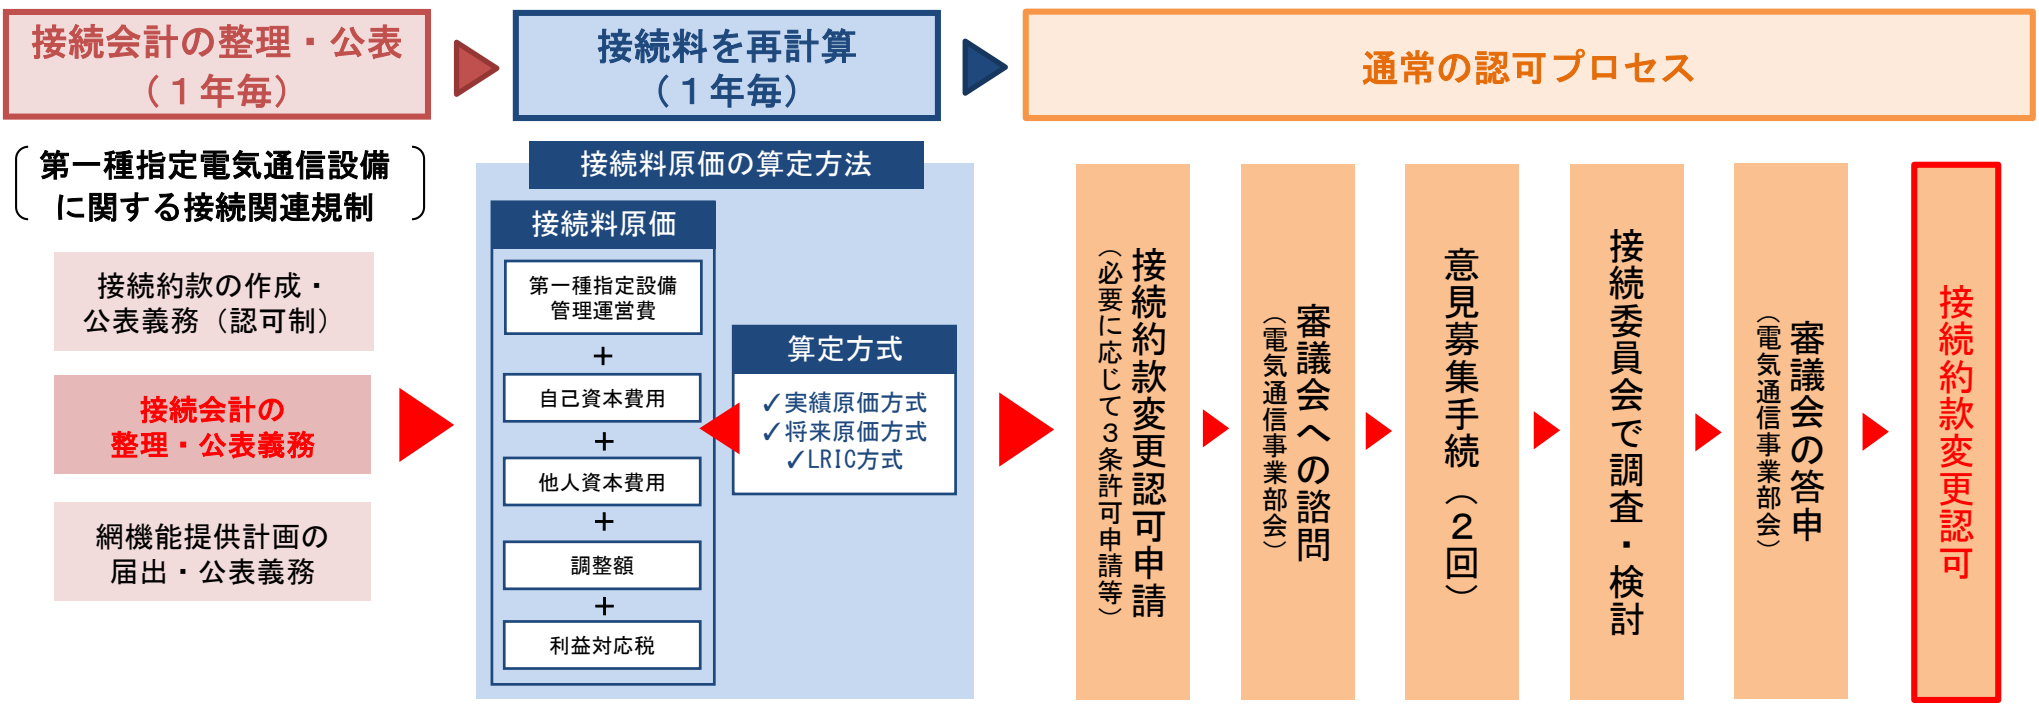 接続会計の整理・公表
（１年毎）
接続料を再計算
（１年毎）
通常の認可プロセス
第一種指定電気通信設備
に関する接続関連規制
接続約款の作成・
公表義務（認可制）
接続会計の
整理・公表義務
網機能提供計画の
届出・公表義務
接続料原価の算定方法
接続料原価
第一種指定設備
管理運営費
＋
自己資本費用
＋
他人資本費用
＋
調整額
＋
利益対応税
算定方式
✓実績原価方式
✓将来原価方式
✓LRIC方式
接続約款変更認可申請
（必要に応じて３条許可申請等）
審議会への諮問
（電気通信事業部会）
意見募集手続（２回）
接続委員会で調査・検討
審議会の答申
（電気通信事業部会）
接続約款変更認可